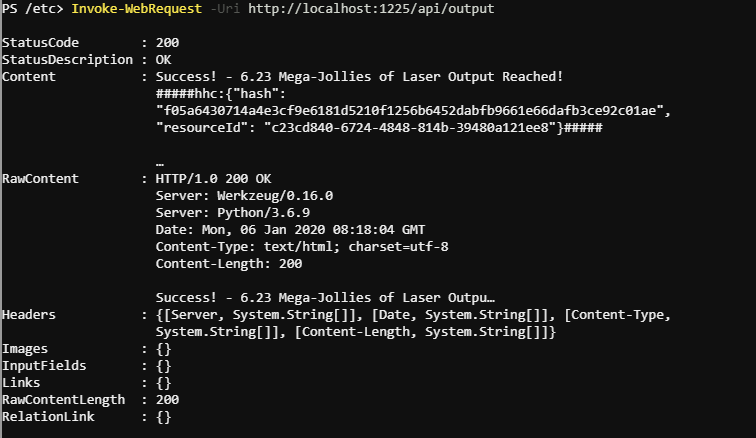 PS /etc> Invoke-WebRequest -Uri http://localhost:1225/api/output
StatusCode : 200
StatusDescription : OK
Content : Success! - 6.23 Mega-Jollies of Laser Output Reached!
#####hhc:{"hash":
"f05a6430714a4e3cf9e6181d5210f1256b6452dabfb9661e66dafb3ce92c01ae",
"resourceId": "c23cd840-6724-4848-814b-39480a121ee8"}#####
…
RawContent : HTTP/1.0 200 OK
Server: Werkzeug/0.16.0
Server: Python/3.6.9
Date: Mon, 06 Jan 2020 08:18:04 GMT
Content-Type: text/html; charset=utf-8
Content-Length: 200
Success! - 6.23 Mega-Jollies of Laser Outpu…
Headers : {[Server, System.String[]], [Date, System.String[]], [Content-Type,
System.String[]], [Content-Length, System.String[]]}
Images : {}
InputFields : {}
Links : {}
RawContentLength : 200
RelationLink : {}